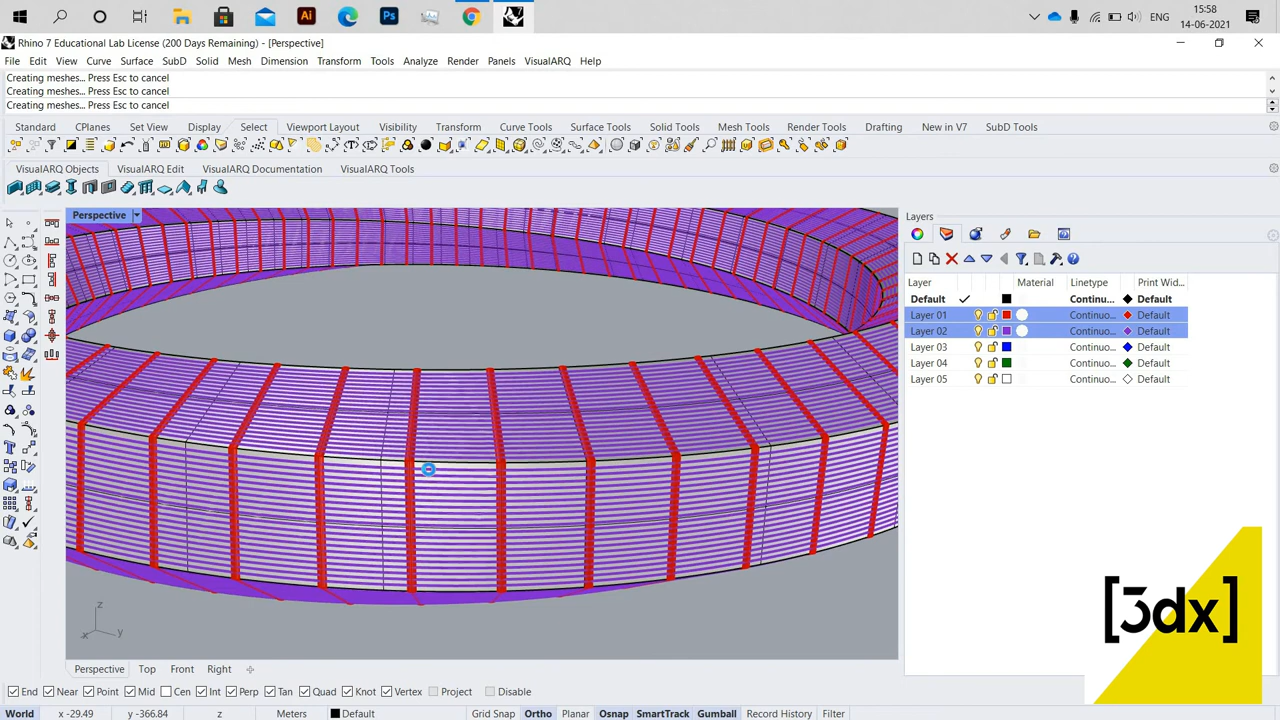 Ai
Ps
ENG
15:58
14-06-2021
Rhino 7 Educational Lab License (200 Days Remaining) - [Perspective]
File Edit View Curve Surface Solid SubD Mesh Dimension Transform Tools Analyze Render Panels VisualARQ Help
Creating meshes... Press Esc to cancel
Creating meshes... Press Esc to cancel
Creating meshes... Press Esc to cancel
Standard CPlanes Set View Display Select Viewport Layout Visibility Transform Curve Tools Surface Tools Solid Tools Mesh Tools Render Tools Drafting New in V7 SubD Tools
VisualARQ Objects VisualARQ Edit VisualARQ Documentation VisualARQ Tools
Perspective
Layers
Layer Material Linetype Print Wid...
Default Continu... Default
Layer 01 Continuo... Default
Layer 02 Continuo... Default
Layer 03 Continuo... Default
Layer 04 Continuo... Default
Layer 05 Continuo... Default
z
x y
[3dx]
Perspective Top Front Right
End Near Point Mid Cen Int Perp Tan Quad Knot Vertex Project Disable
World x -29.49 y -366.84 z Meters Default Grid Snap Ortho Planar Osnap SmartTrack Gumball Record History Filter